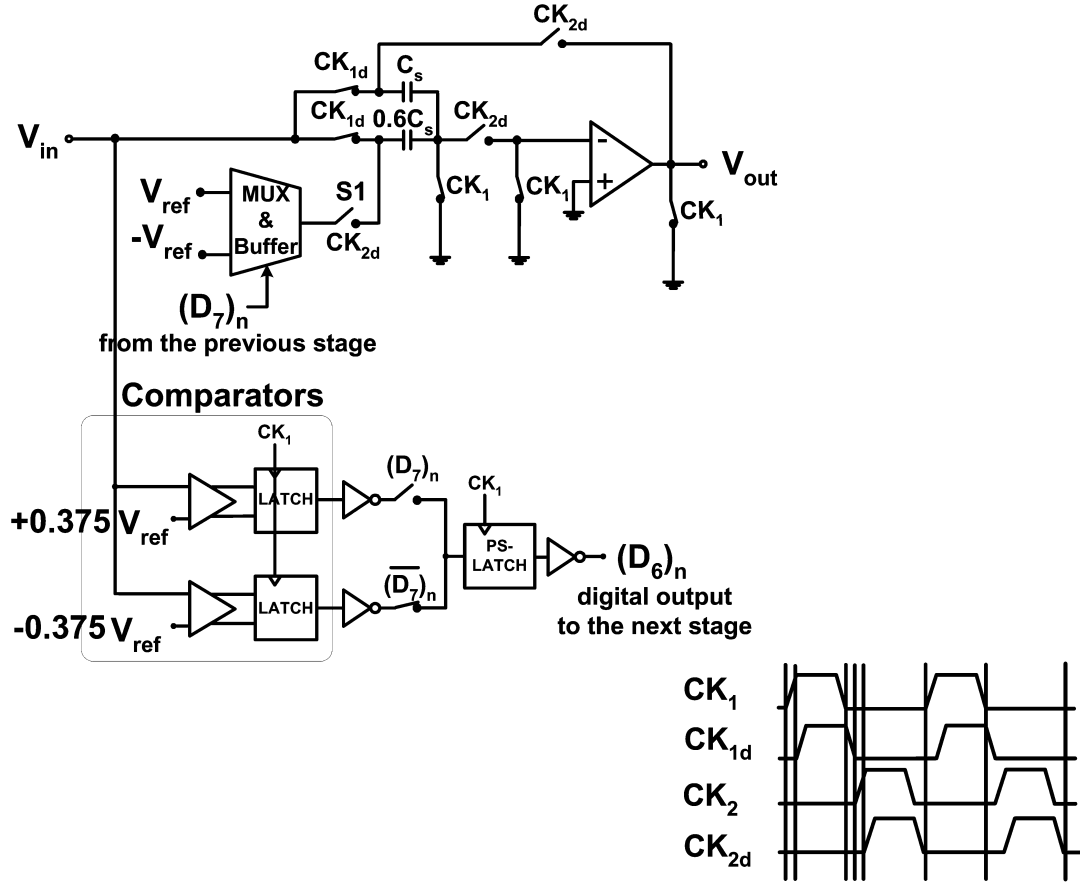 CK2d
CK1d
Cs
CK1d
0.6Cs
CK2d
Vin
-
+
Vout
CK1
CK1
CK1
Vref
-Vref
MUX
&
Buffer
S1
CK2d
(D7)n
from the previous stage
Comparators
CK1
LATCH
(D7)n
+0.375 Vref
CK1
PS-
LATCH
(D6)n
digital output
to the next stage
LATCH
(D7)n
-0.375 Vref
CK1
CK1d
CK2
CK2d